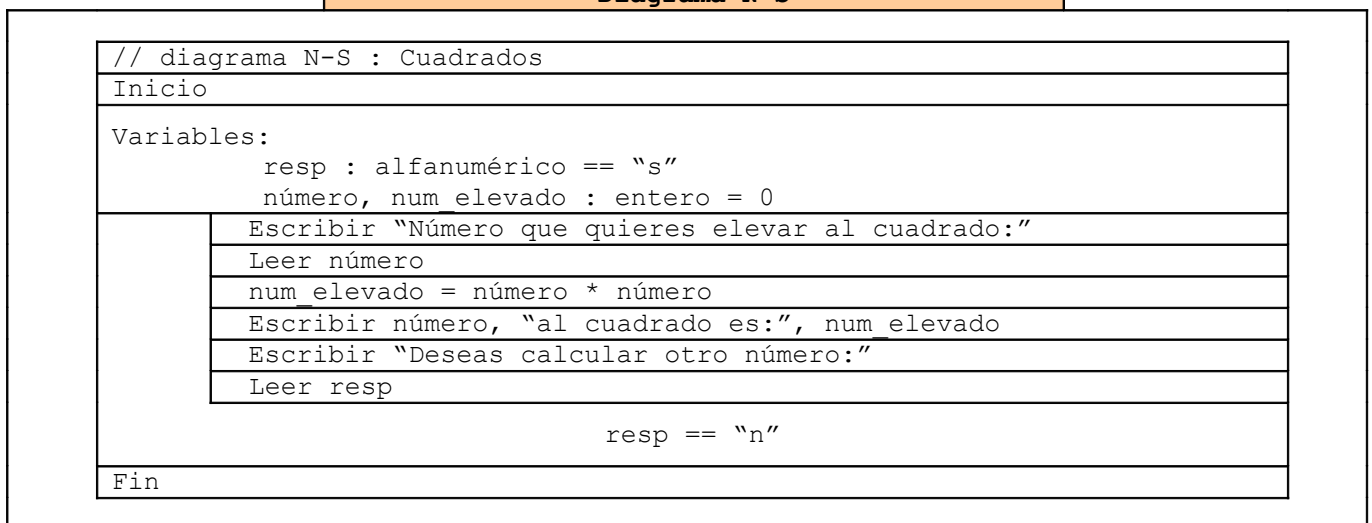 Diagrama N-S
// diagrama N-S : Cuadrados
Inicio
Variables:
resp : alfanumérico == “s”
número, num_elevado : entero = 0
Escribir “Número que quieres elevar al cuadrado:”
Leer número
num_elevado = número * número
Escribir número, “al cuadrado es:”, num_elevado
Escribir “Deseas calcular otro número:”
Leer resp
resp == “n”
Fin